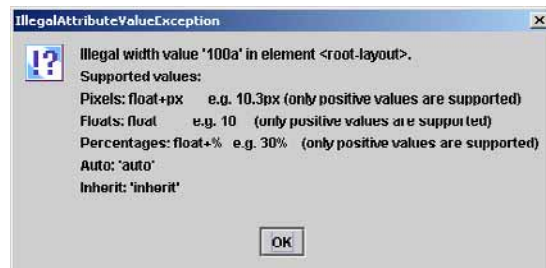 IllegalAttributeValueException
!?
Illegal width value '100a' in element <root-layout>.
Supported values:
Pixels: float+px e.g. 10.3px (only positive values are supported)
Floats: float e.g. 10 (only positive values are supported)
Percentages: float+% e.g. 30% (only positive values are supported)
Auto: 'auto'
Inherit: 'inherit'
OK